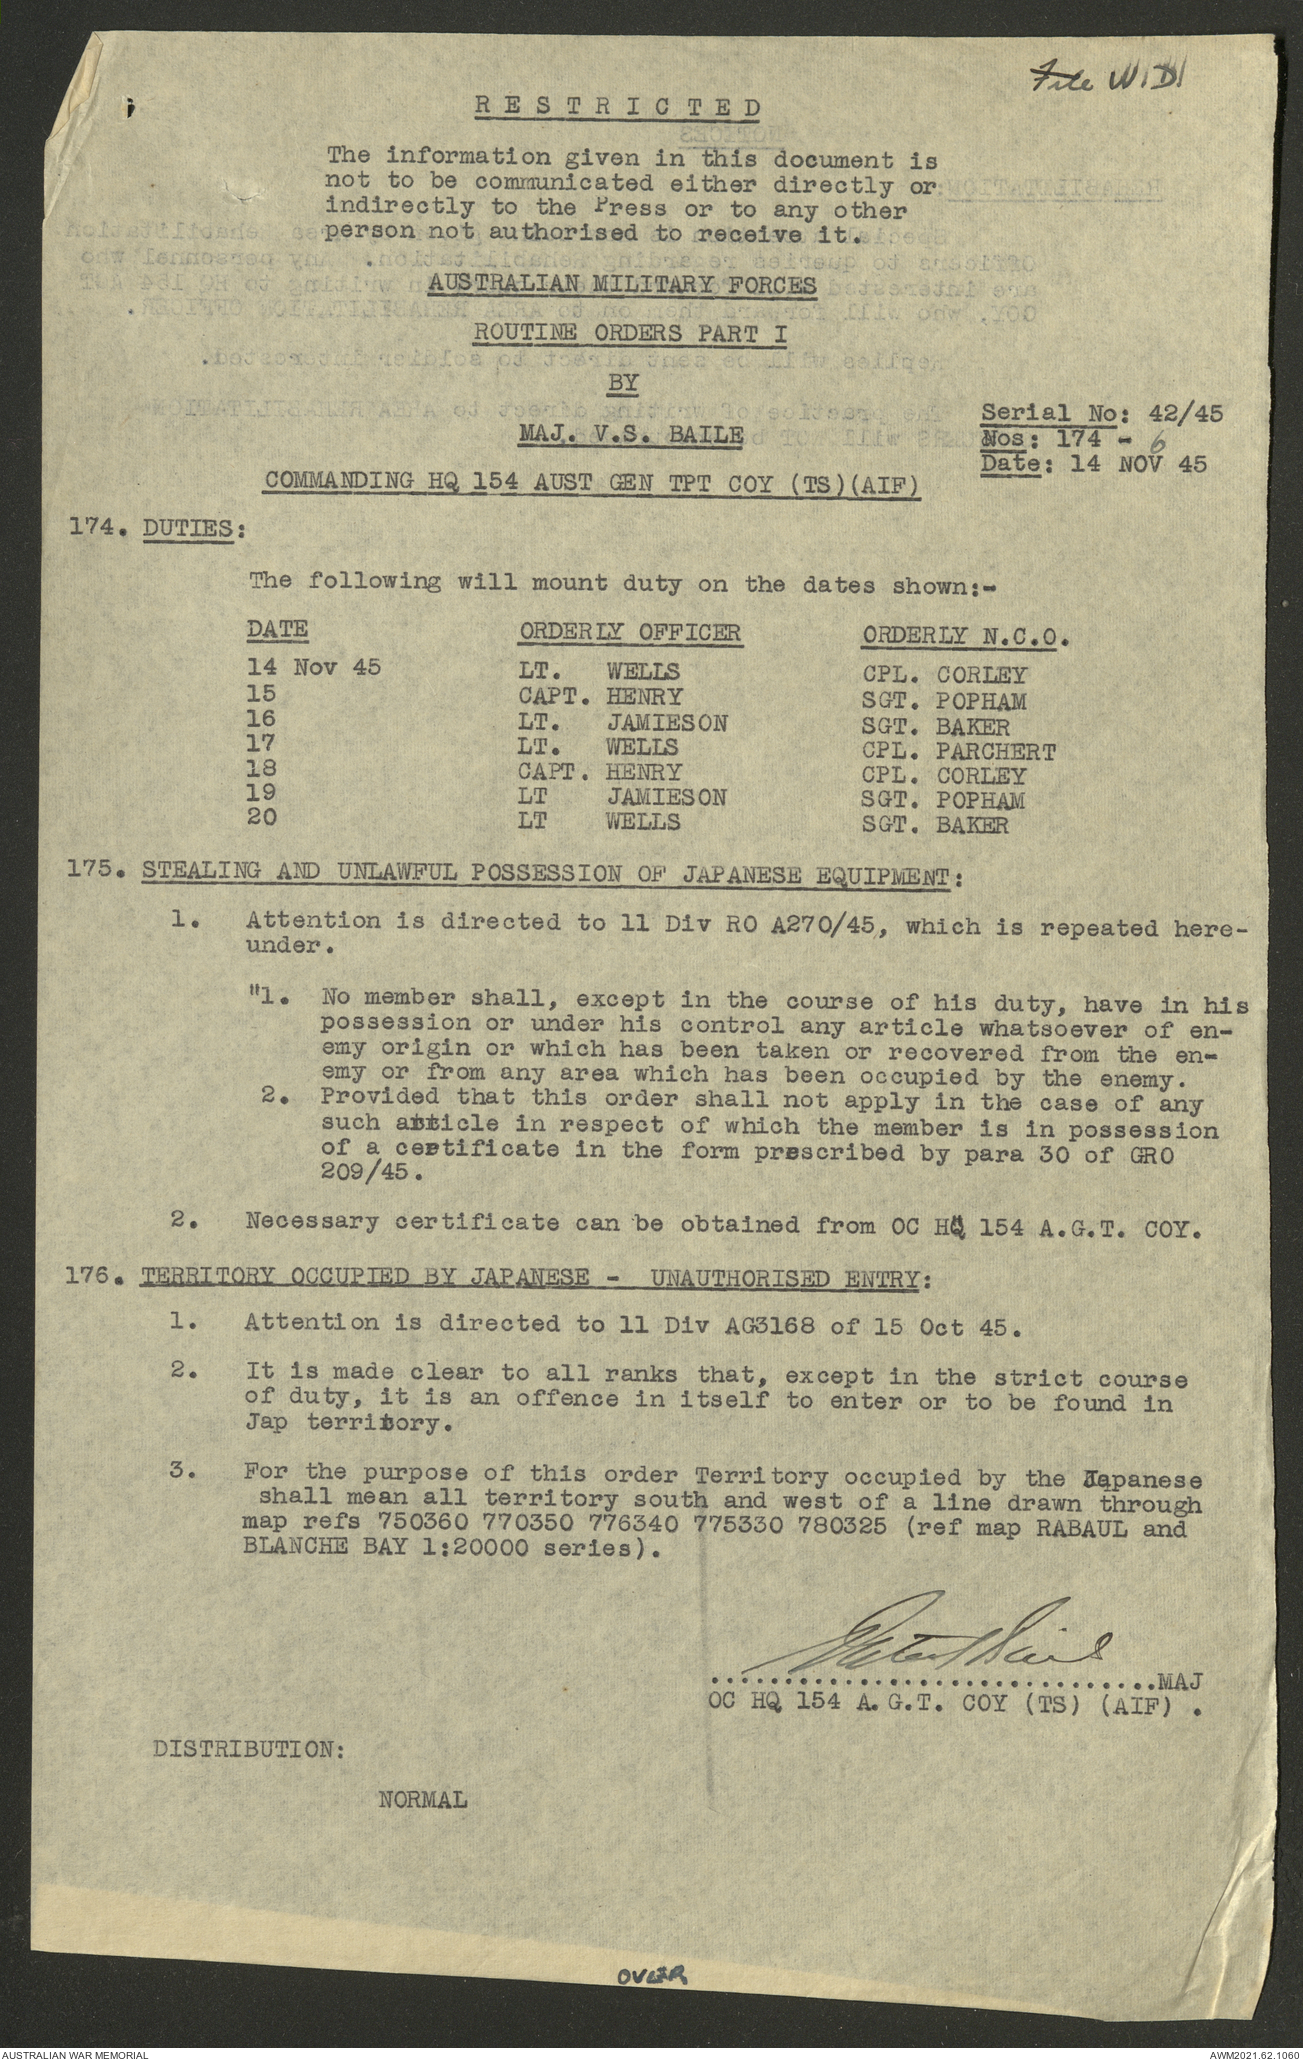 File W/D
R E S T R I C T E D
The information given in this document is
not to be communicated either directly or
indirectly to the Press or to any other
person not authorised to receive it.
AUSTRALIAN MILITARY FORCES
ROUTINE ORDERS PART I
BY
MAJ. V.S. BAILE
Serial No: 42/45
Nos: 174 - 6
Date: 14 NOV 45
COMMANDING HQ 154 AUST GEN TPT COY (TS)(AIF)
174. DUTIES:
The following will mount duty on the dates shown:-
DATE ORDERLY OFFICER ORDERLY N.C.O.
14 Nov 45 LT. WELLS CPL. CORLEY
15 CAPT. HENRY SGT. POPHAM
16 LT. JAMIESON SGT. BAKER
17 LT. WELLS CPL. PARCHERT
18 CAPT. HENRY CPL. CORLEY
19 LT JAMIESON SGT. POPHAM
20 LT WELLS SGT. BAKER
175. STEALING AND UNLAWFUL POSSESSION OF JAPANESE EQUIPMENT:
1. Attention is directed to 11 Div RO A270/45, which is repeated here-
under.
"1. No member shall, except in the course of his duty, have in his
possession or under his control any article whatsoever of en-
emy origin or which has been taken or recovered from the en-
emy or from any area which has been occupied by the enemy.
2. Provided that this order shall not apply in the case of any
such article in respect of which the member is in possession
of a certificate in the form prescribed by para 30 of GRO
209/45.
2. Necessary certificate can be obtained from OC HQ 154 A.G.T. COY.
176. TERRITORY OCCUPIED BY JAPANESE - UNAUTHORISED ENTRY:
1. Attention is directed to 11 Div AG3168 of 15 Oct 45.
2. It is made clear to all ranks that, except in the strict course
of duty, it is an offence in itself to enter or to be found in
Jap territory.
3. For the purpose of this order Territory occupied by the Japanese
shall mean all territory south and west of a line drawn through
map refs 750360 770350 776340 775330 780325 (ref map RABAUL and
BLANCHE BAY 1:20000 series).
..............................MAJ
OC HQ 154 A.G.T. COY (TS) (AIF) .
DISTRIBUTION:
NORMAL
OVER
AUSTRALIAN WAR MEMORIAL
AWM2021.62.1060